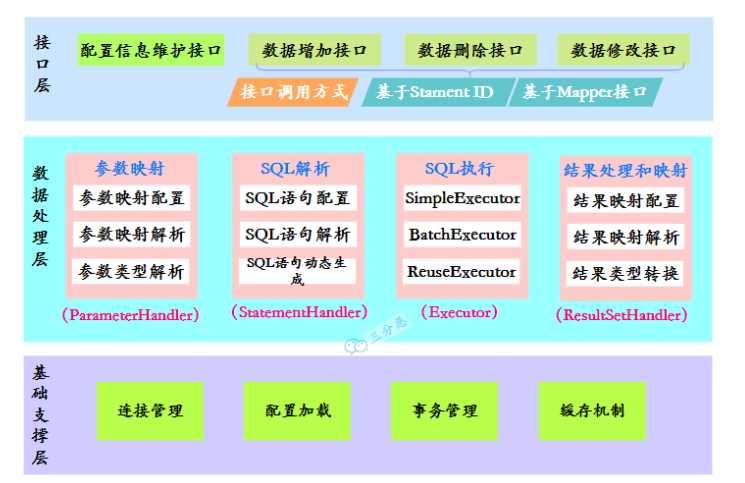 接口层
配置信息维护接口
数据增加接口
数据删除接口
数据修改接口
接口调用方式
基于Stament ID
基于Mapper接口
数据处理层
参数映射
参数映射配置
参数映射解析
参数类型解析
(ParameterHandler)
SQL解析
SQL语句配置
SQL语句解析
SQL语句动态生
成
(StatementHandler)
SQL执行
SimpleExecutor
BatchExecutor
ReuseExecutor
(Executor)
结果处理和映射
结果映射配置
结果映射解析
结果类型转换
(ResultSetHandler)
三分恶
基础支撑层
连接管理
配置加载
事务管理
缓存机制